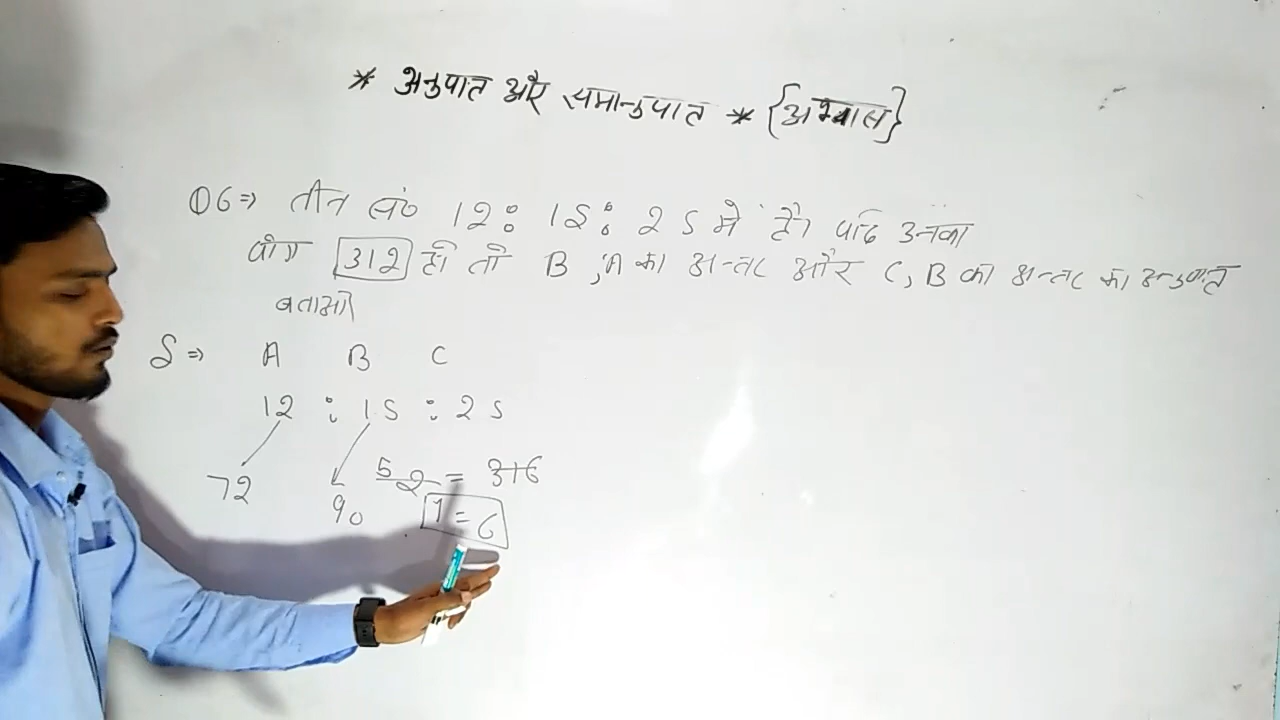 * अनुपात और समानुपात * {अभ्यास}
Q6⇒ तीन सं० 12 : 15 : 25 में है। यदि उनका
योग 312 हो तो B, A का अन्तर और C, B का अन्तर का अनुपात
बताओ
S⇒ A B C
12 : 15 : 25
72 90
52 = 312
1 = 6